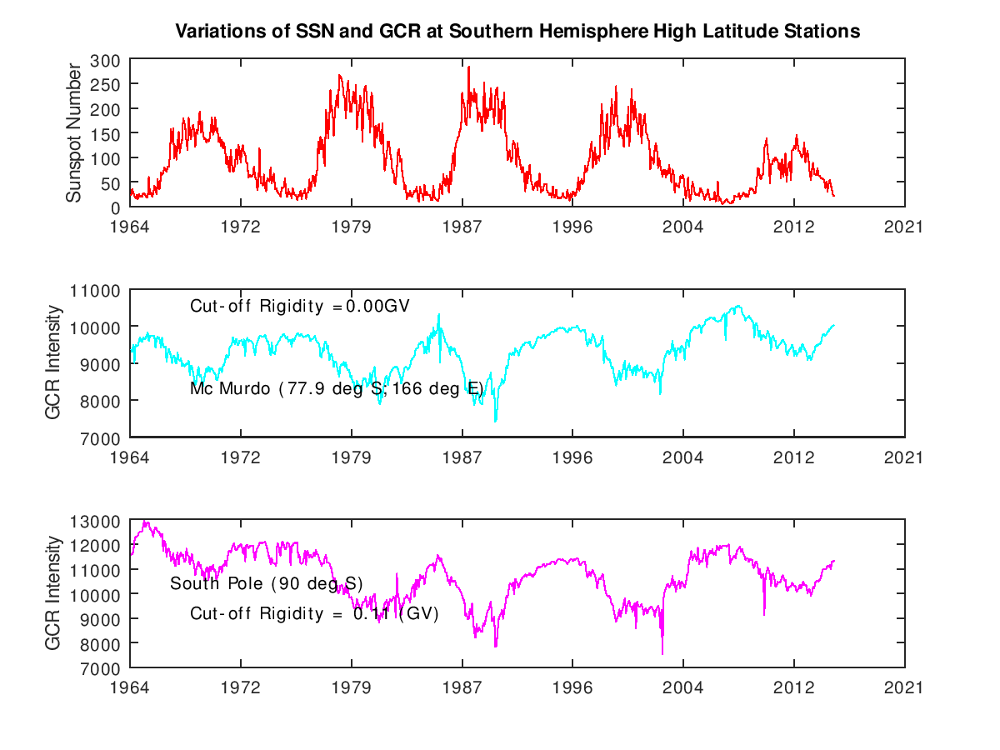 Variations of SSN and GCR at Southern Hemisphere High Latitude Stations
Sunspot Number
300
250
200
150
100
50
0
1964 1972 1979 1987 1996 2004 2012 2021
GCR Intensity
11000
10000
9000
8000
7000
Cut-off Rigidity =0.00GV
Mc Murdo (77.9 deg S;166 deg E)
1964 1972 1979 1987 1996 2004 2012 2021
GCR Intensity
13000
12000
11000
10000
9000
8000
7000
South Pole (90 deg S)
Cut-off Rigidity = 0.11 (GV)
1964 1972 1979 1987 1996 2004 2012 2021